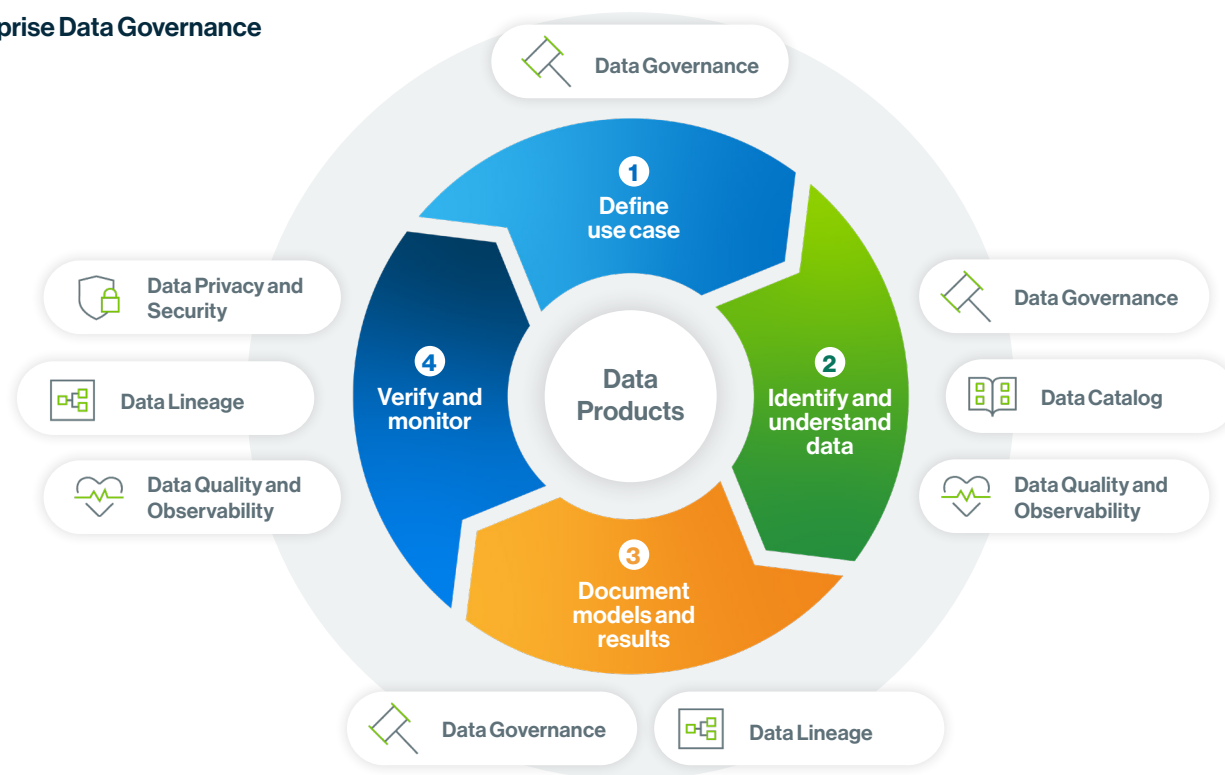 prise Data Governance
Data Governance
1
Define
use case
Data Privacy and
Security
Data Governance
4
Verify and
monitor
Data
Products
2
Identify and
understand
data
Data Lineage
Data Catalog
Data Quality and
Observability
Data Quality and
Observability
3
Document
models and
results
Data Governance
Data Lineage